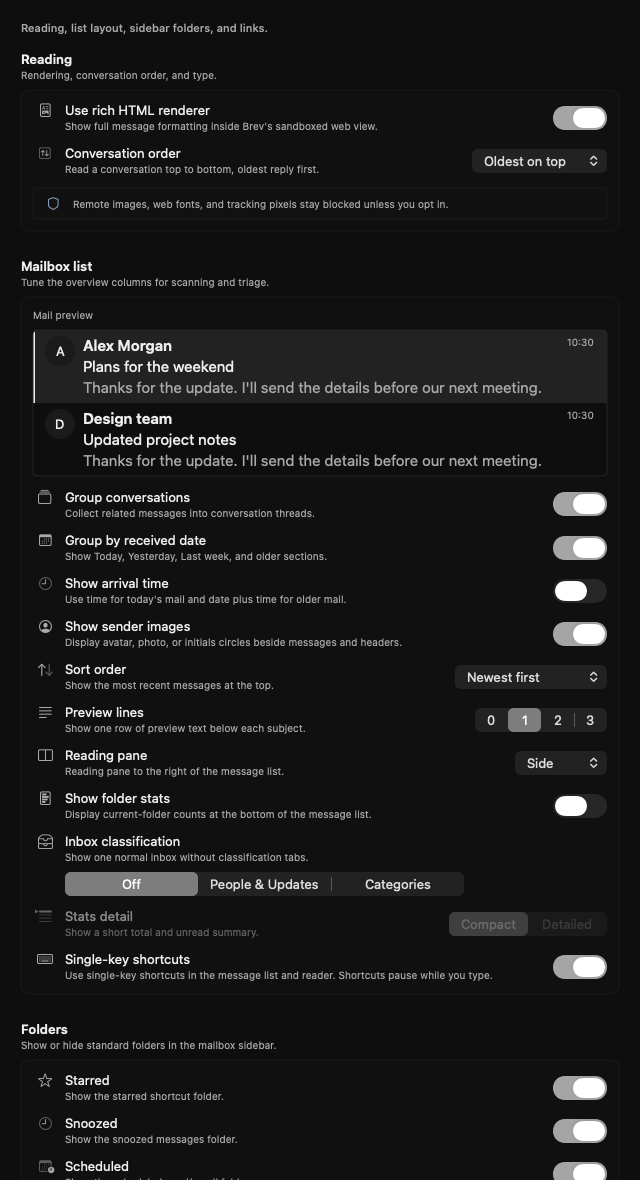 Reading, list layout, sidebar folders, and links.
Reading
Rendering, conversation order, and type.
Use rich HTML renderer
Show full message formatting inside Brev's sandboxed web view.
Conversation order
Read a conversation top to bottom, oldest reply first.
Oldest on top
Remote images, web fonts, and tracking pixels stay blocked unless you opt in.
Mailbox list
Tune the overview columns for scanning and triage.
Mail preview
A
Alex Morgan
10:30
Plans for the weekend
Thanks for the update. I'll send the details before our next meeting.
D
Design team
10:30
Updated project notes
Thanks for the update. I'll send the details before our next meeting.
Group conversations
Collect related messages into conversation threads.
Group by received date
Show Today, Yesterday, Last week, and older sections.
Show arrival time
Use time for today's mail and date plus time for older mail.
Show sender images
Display avatar, photo, or initials circles beside messages and headers.
Sort order
Show the most recent messages at the top.
Newest first
Preview lines
Show one row of preview text below each subject.
0 1 2 3
Reading pane
Reading pane to the right of the message list.
Side
Show folder stats
Display current-folder counts at the bottom of the message list.
Inbox classification
Show one normal inbox without classification tabs.
Off People & Updates Categories
Stats detail
Show a short total and unread summary.
Compact Detailed
Single-key shortcuts
Use single-key shortcuts in the message list and reader. Shortcuts pause while you type.
Folders
Show or hide standard folders in the mailbox sidebar.
Starred
Show the starred shortcut folder.
Snoozed
Show the snoozed messages folder.
Scheduled